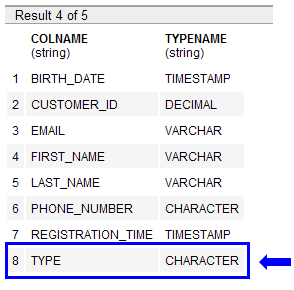 Result 4 of 5
COLNAME TYPENAME
(string) (string)
1 BIRTH_DATE TIMESTAMP
2 CUSTOMER_ID DECIMAL
3 EMAIL VARCHAR
4 FIRST_NAME VARCHAR
5 LAST_NAME VARCHAR
6 PHONE_NUMBER CHARACTER
7 REGISTRATION_TIME TIMESTAMP
8 TYPE CHARACTER